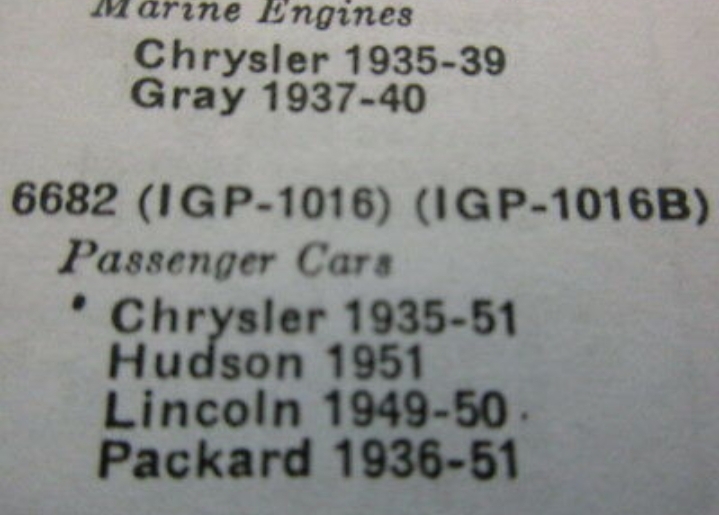 Marine Engines
Chrysler 1935-39
Gray 1937-40
6682 (IGP-1016) (IGP-1016B)
Passenger Cars
• Chrysler 1935-51
Hudson 1951
Lincoln 1949-50
Packard 1936-51